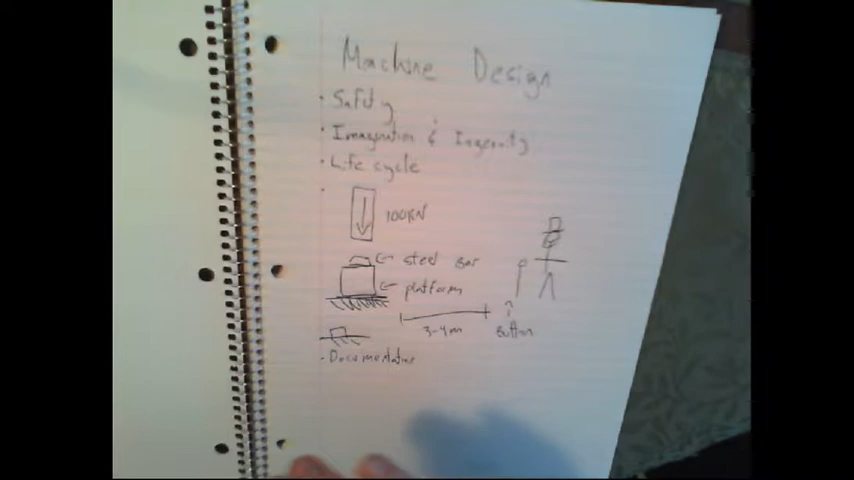 Machine Design
• Safety
• Imagination & Ingenuity
• Life cycle
•
100KN
steel bar
platform
3-4m
Button
• Documentation